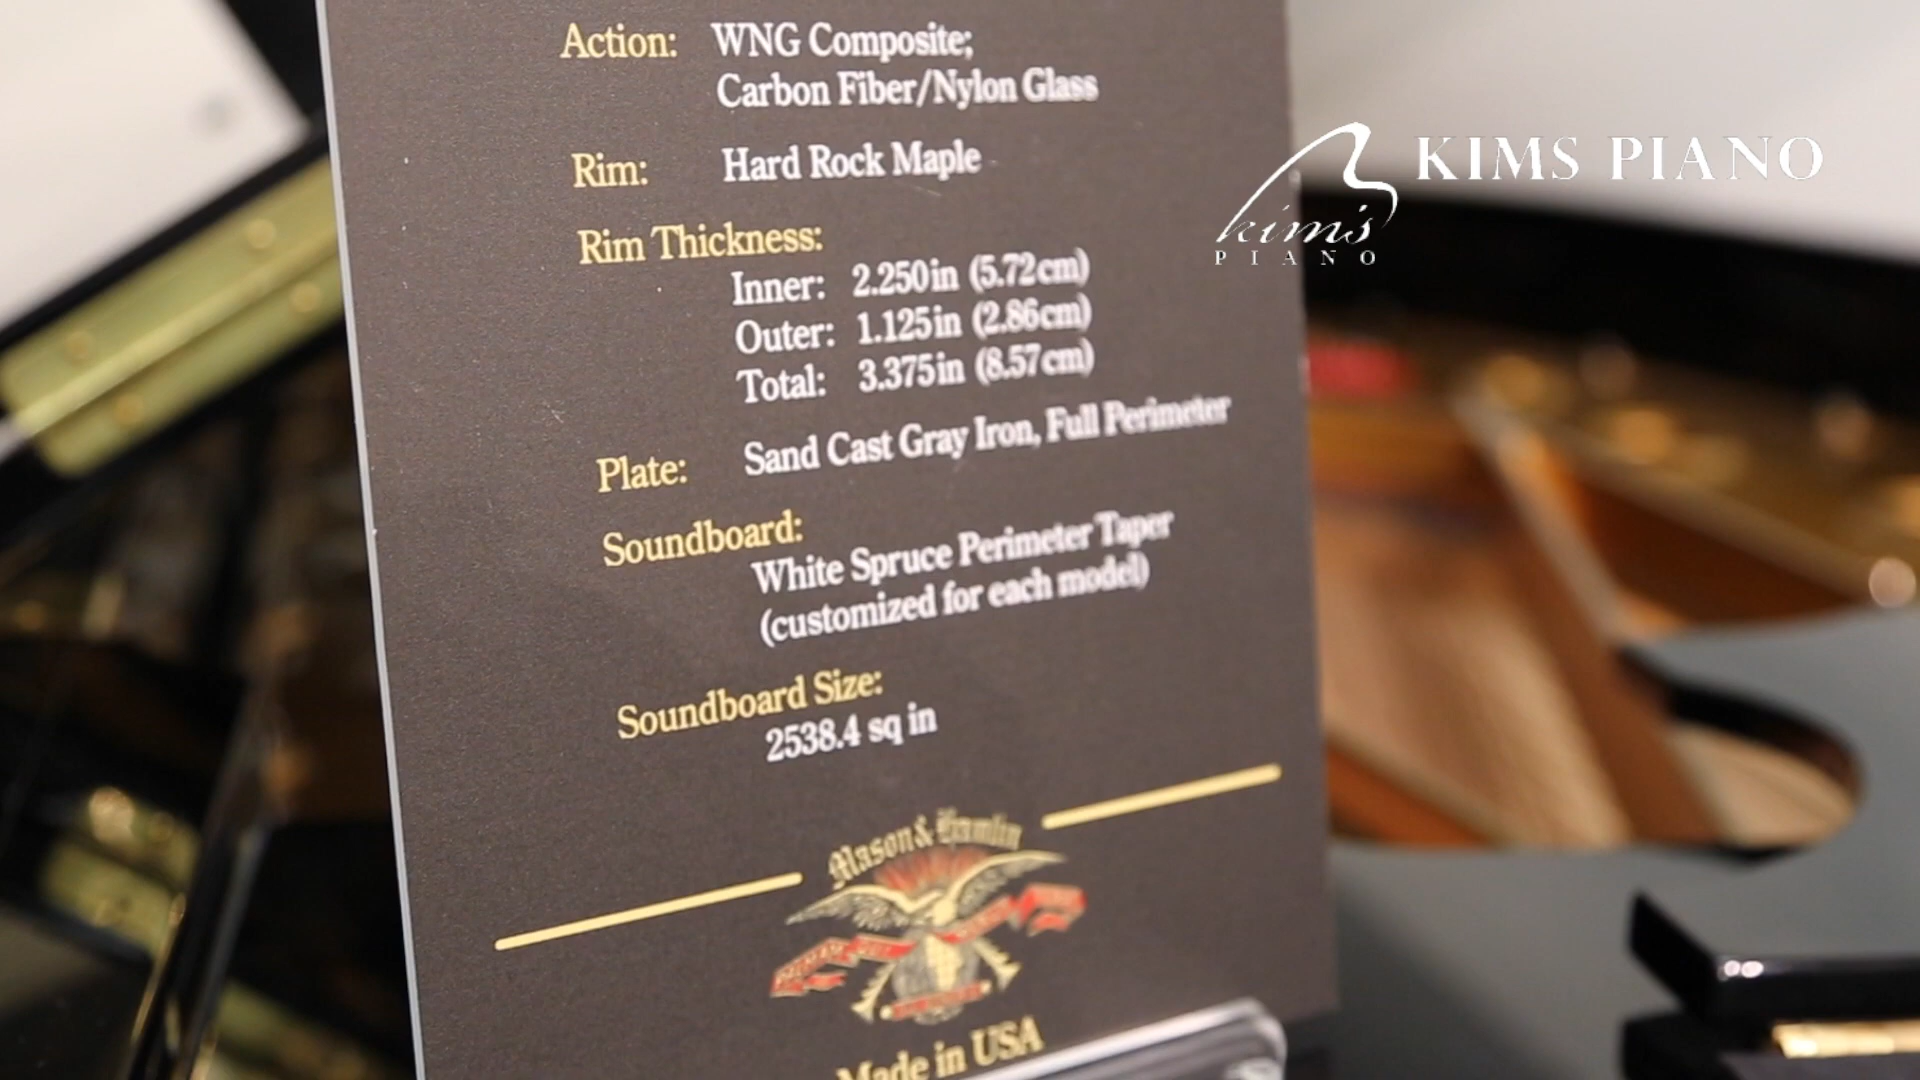 Action: WNG Composite;
Carbon Fiber/Nylon Glass
Rim: Hard Rock Maple
Rim Thickness:
Inner: 2.250in (5.72cm)
Outer: 1.125in (2.86cm)
Total: 3.375in (8.57cm)
Plate: Sand Cast Gray Iron, Full Perimeter
Soundboard:
White Spruce Perimeter Taper
(customized for each model)
Soundboard Size:
2538.4 sq in
Mason & Hamlin
Made in USA
KIMS PIANO
kim's
PIANO